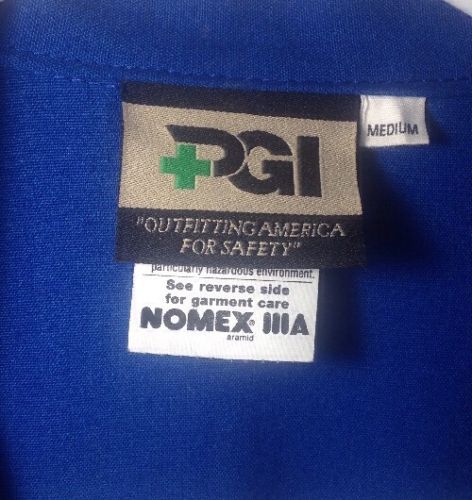 PGI
MEDIUM
"OUTFITTING AMERICA
FOR SAFETY"
particularly hazardous environment.
See reverse side
for garment care
NOMEX® IIIA
aramid